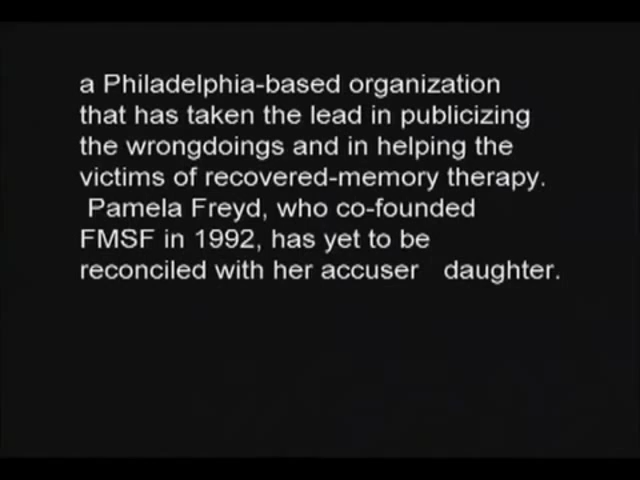 a Philadelphia-based organization
that has taken the lead in publicizing
the wrongdoings and in helping the
victims of recovered-memory therapy.
Pamela Freyd, who co-founded
FMSF in 1992, has yet to be
reconciled with her accuser daughter.